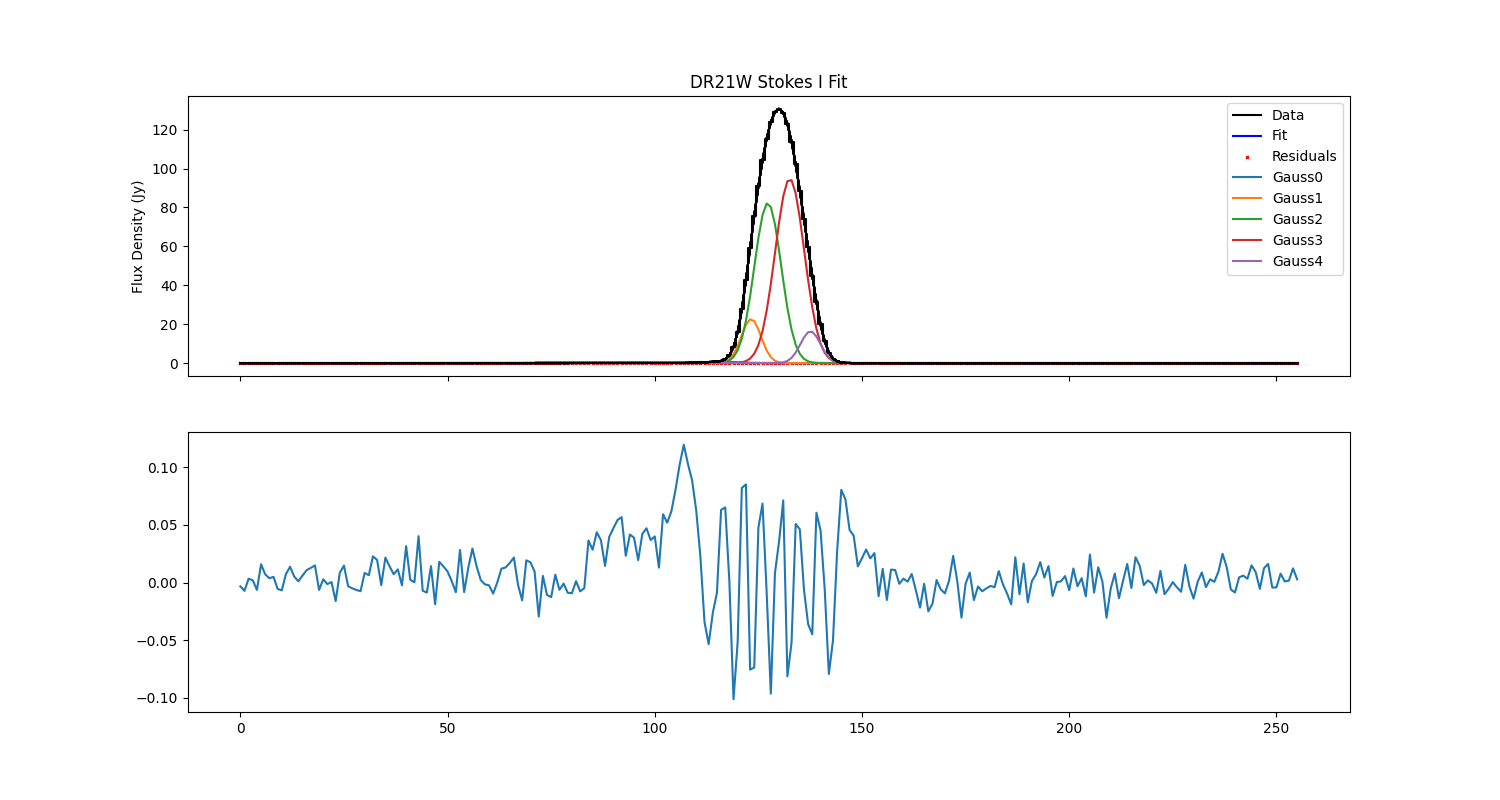 DR21W Stokes I Fit
Flux Density (Jy)
120
100
80
60
40
20
0
Data
Fit
Residuals
Gauss0
Gauss1
Gauss2
Gauss3
Gauss4
0.10
0.05
0.00
−0.05
−0.10
0 50 100 150 200 250